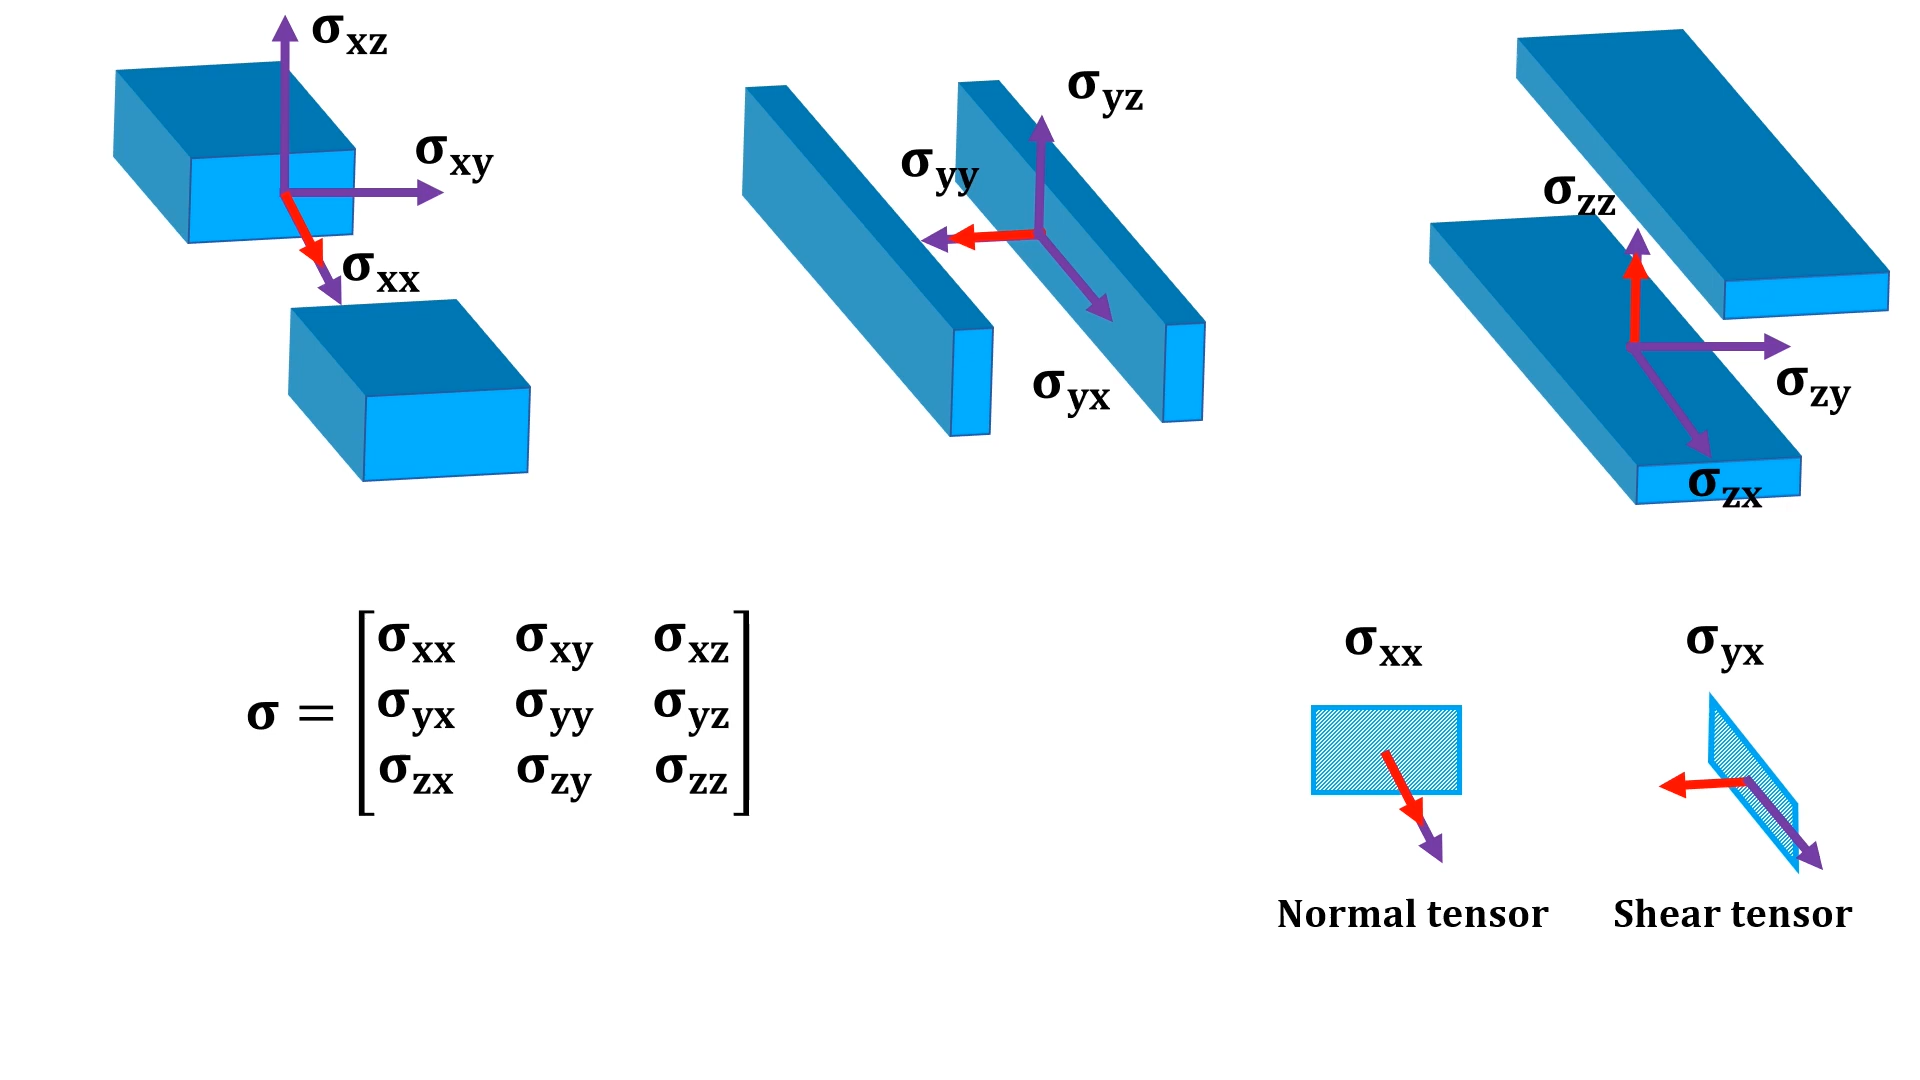 σxz
σxy
σxx
σyz
σyy
σyx
σzz
σzy
σzx
σ = [σxx σxy σxz
σyx σyy σyz
σzx σzy σzz]
σxx
σyx
Normal tensor
Shear tensor